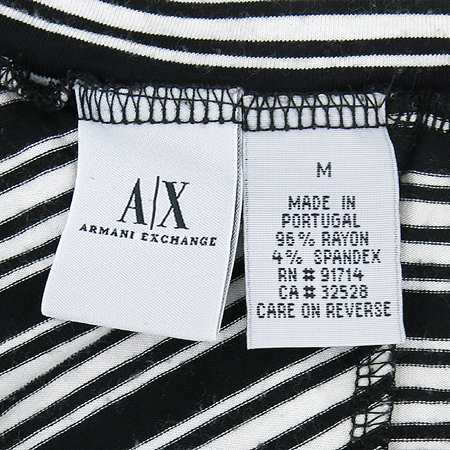 A|X
ARMANI EXCHANGE
M
MADE IN
PORTUGAL
96% RAYON
4% SPANDEX
RN # 91714
CA # 32528
CARE ON REVERSE